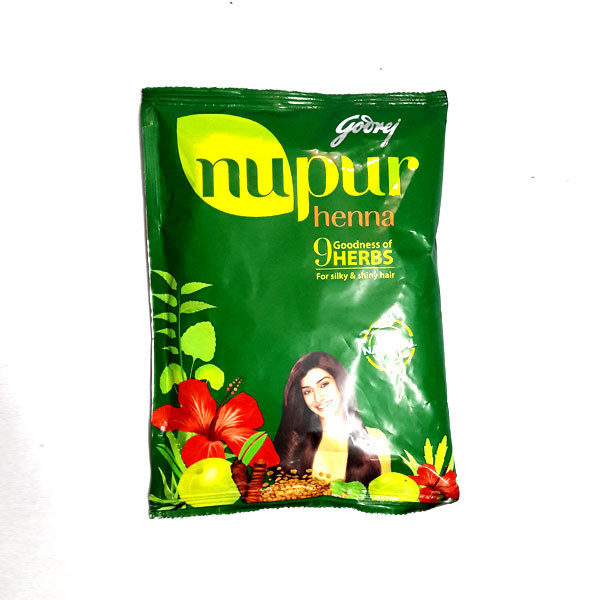 Godrej
nupur
henna
9 Goodness of
HERBS
For silky & shiny hair